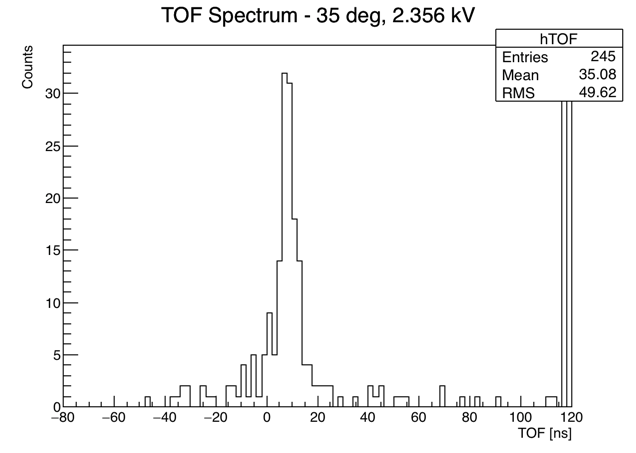 TOF Spectrum - 35 deg, 2.356 kV
hTOF
Entries 245
Mean 35.08
RMS 49.62
Counts
30
25
20
15
10
5
0
−80 −60 −40 −20 0 20 40 60 80 100 120
TOF [ns]